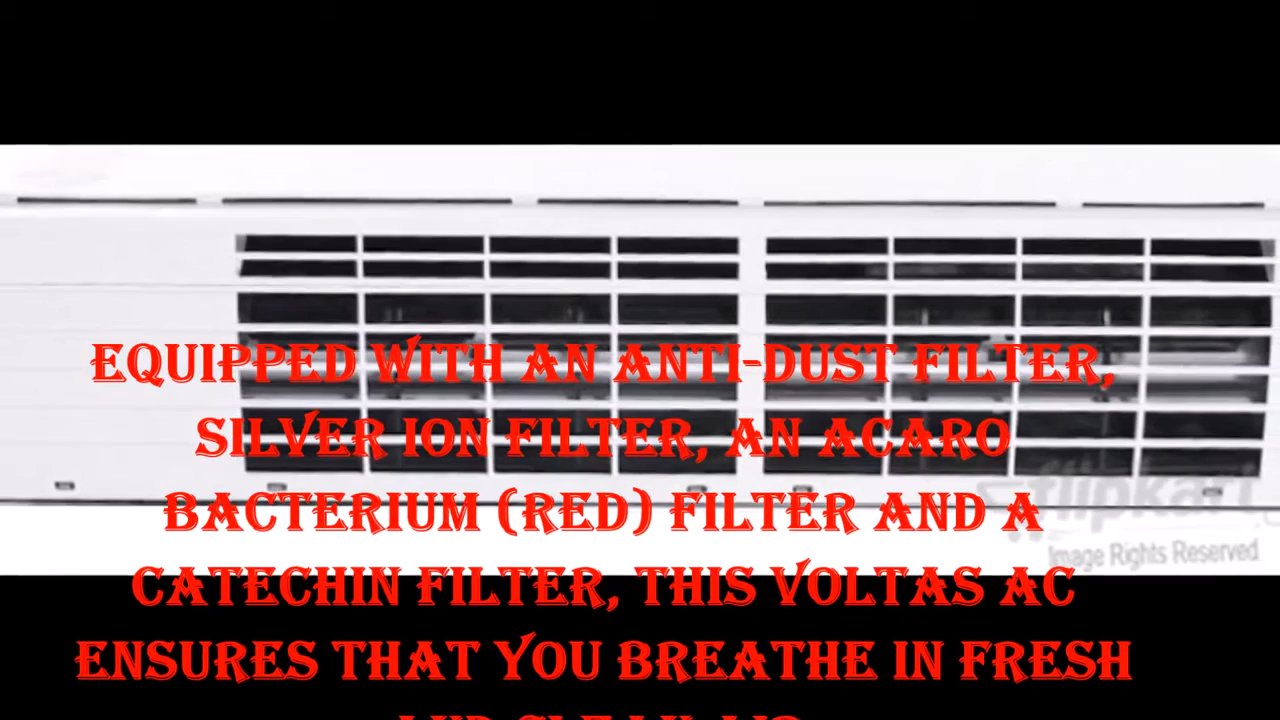 EQUIPPED WITH AN ANTI-DUST FILTER,
SILVER ION FILTER, AN ACARO
BACTERIUM (RED) FILTER AND A
flipkart
Image Rights Reserved
CATECHIN FILTER, THIS VOLTAS AC
ENSURES THAT YOU BREATHE IN FRESH